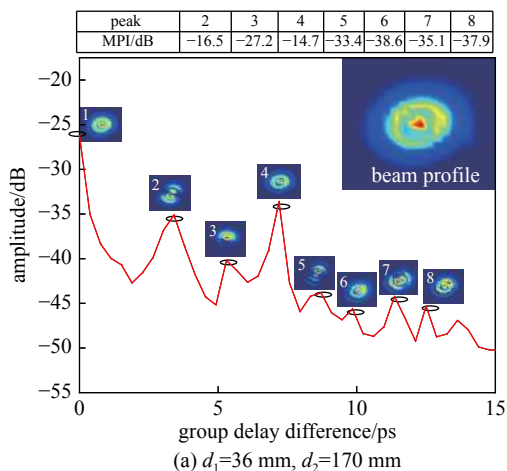 peak 2 3 4 5 6 7 8
MPI/dB −16.5 −27.2 −14.7 −33.4 −38.6 −35.1 −37.9
−20
−25
−30
−35
−40
−45
−50
−55
amplitude/dB
1
2
3
4
5
6
7
8
beam profile
0 5 10 15
group delay difference/ps
(a) d₁=36 mm, d₂=170 mm